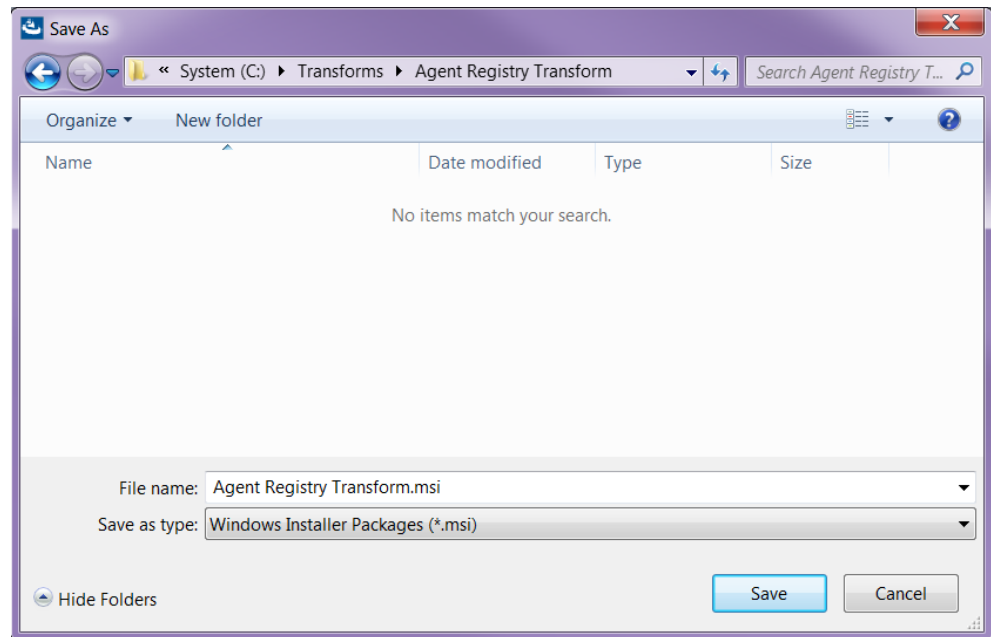 Save As
« System (C:) Transforms Agent Registry Transform Search Agent Registry T...
Organize New folder
Name Date modified Type Size
No items match your search.
File name: Agent Registry Transform.msi
Save as type: Windows Installer Packages (*.msi)
Hide Folders Save Cancel